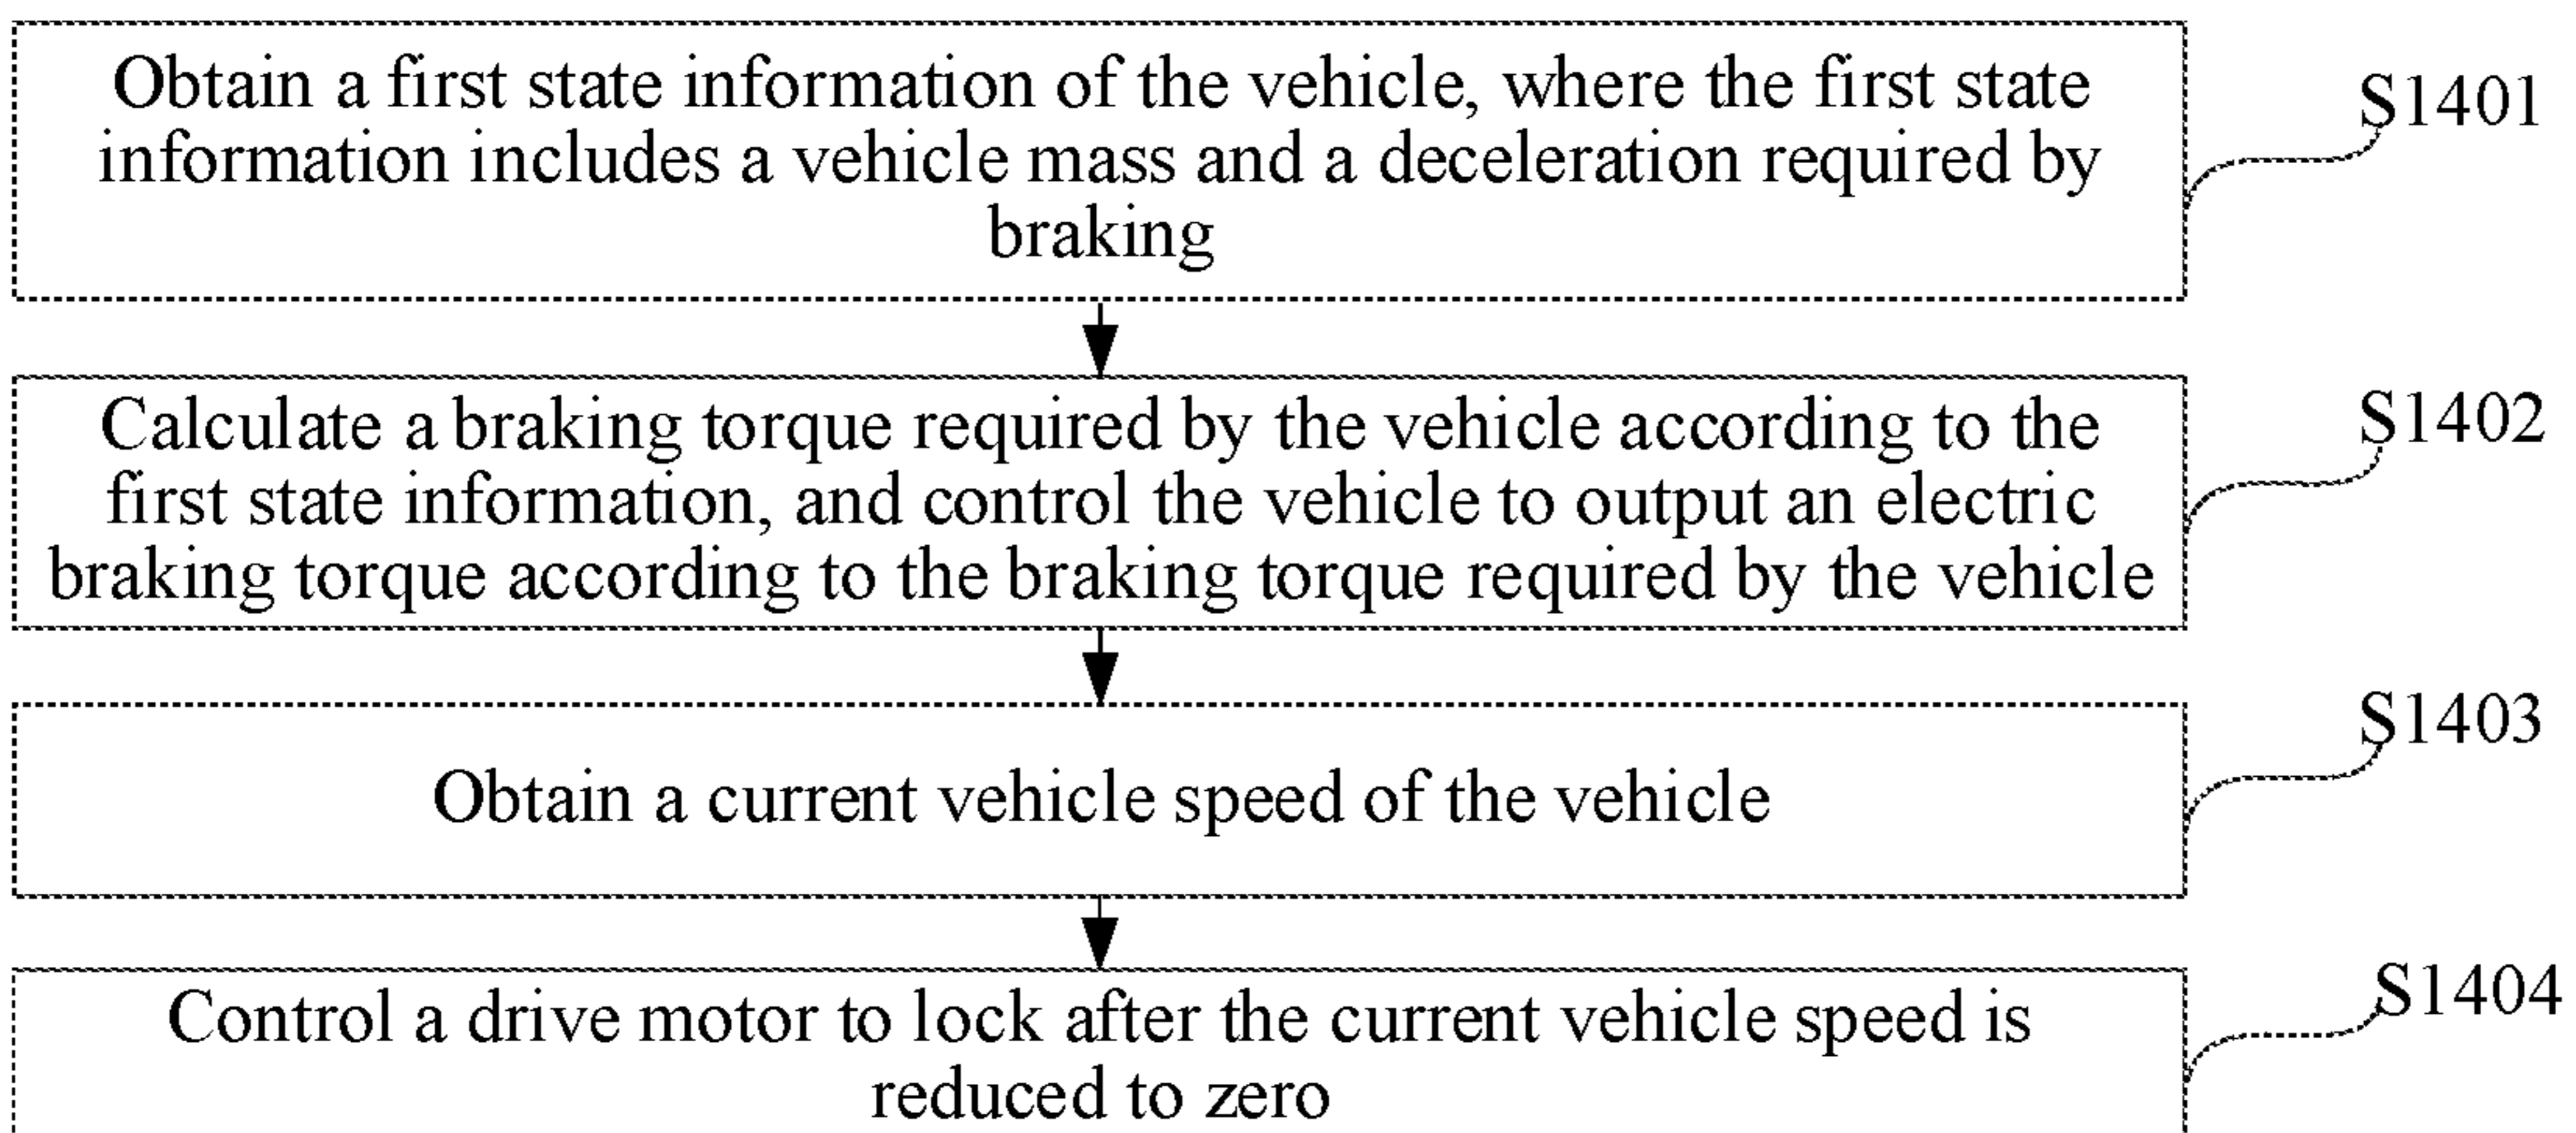 Obtain a first state information of the vehicle, where the first state
information includes a vehicle mass and a deceleration required by
braking
S1401
Calculate a braking torque required by the vehicle according to the
first state information, and control the vehicle to output an electric
braking torque according to the braking torque required by the vehicle
S1402
Obtain a current vehicle speed of the vehicle
S1403
Control a drive motor to lock after the current vehicle speed is
reduced to zero
S1404